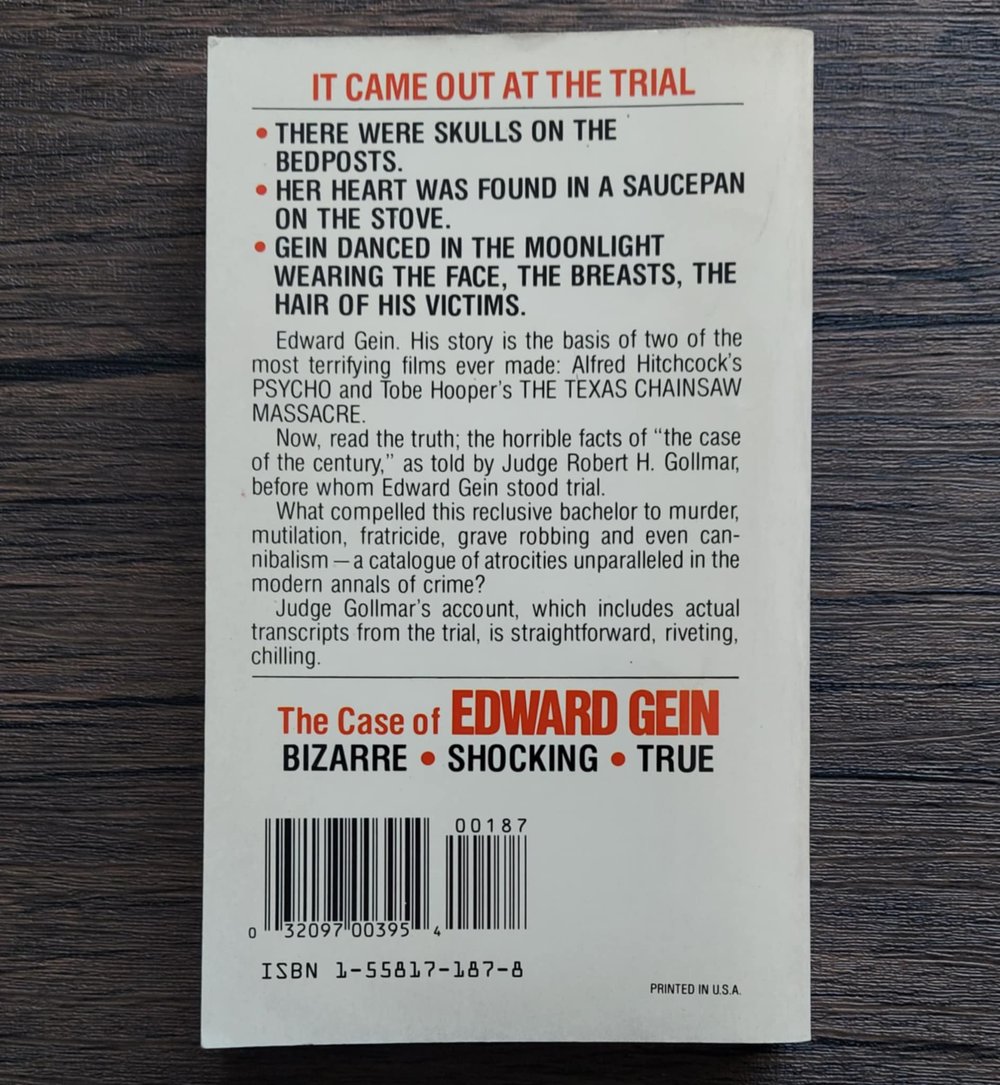 IT CAME OUT AT THE TRIAL
• THERE WERE SKULLS ON THE
BEDPOSTS.
• HER HEART WAS FOUND IN A SAUCEPAN
ON THE STOVE.
• GEIN DANCED IN THE MOONLIGHT
WEARING THE FACE, THE BREASTS, THE
HAIR OF HIS VICTIMS.
Edward Gein. His story is the basis of two of the
most terrifying films ever made: Alfred Hitchcock's
PSYCHO and Tobe Hooper's THE TEXAS CHAINSAW
MASSACRE.
Now, read the truth; the horrible facts of "the case
of the century," as told by Judge Robert H. Gollmar,
before whom Edward Gein stood trial.
What compelled this reclusive bachelor to murder,
mutilation, fratricide, grave robbing and even can-
nibalism — a catalogue of atrocities unparalleled in the
modern annals of crime?
Judge Gollmar's account, which includes actual
transcripts from the trial, is straightforward, riveting,
chilling.
The Case of EDWARD GEIN
BIZARRE • SHOCKING • TRUE
00187
0 32097 00395 4
ISBN 1-55817-187-8
PRINTED IN U.S.A.